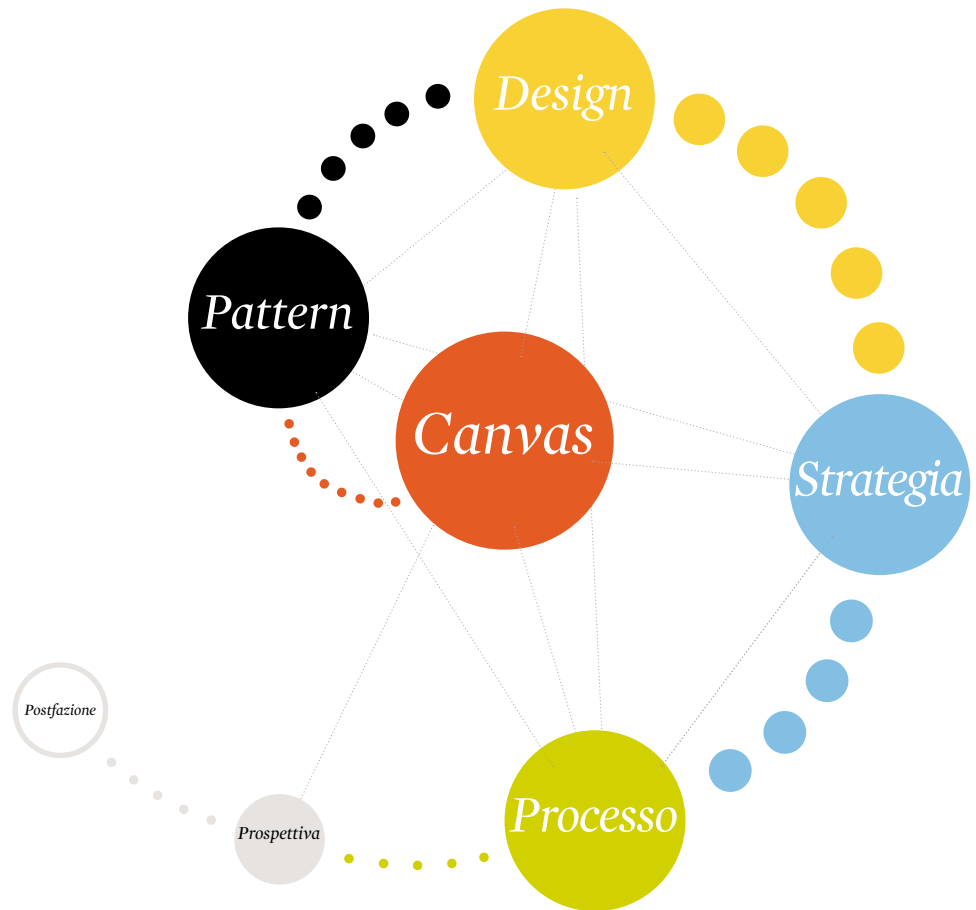 Design
Pattern
Canvas
Strategia
Postfazione
Processo
Prospettiva